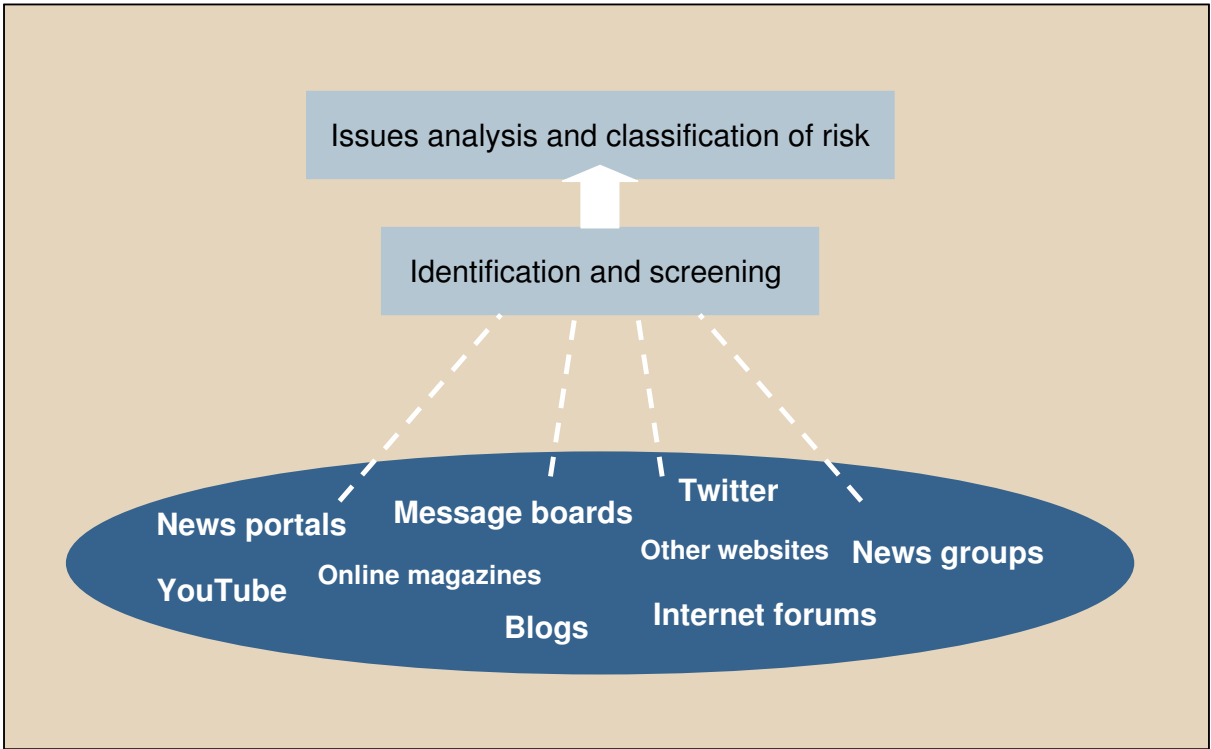 Issues analysis and classification of risk
Identification and screening
Twitter
Message boards
News portals
Other websites
News groups
Online magazines
YouTube
Internet forums
Blogs